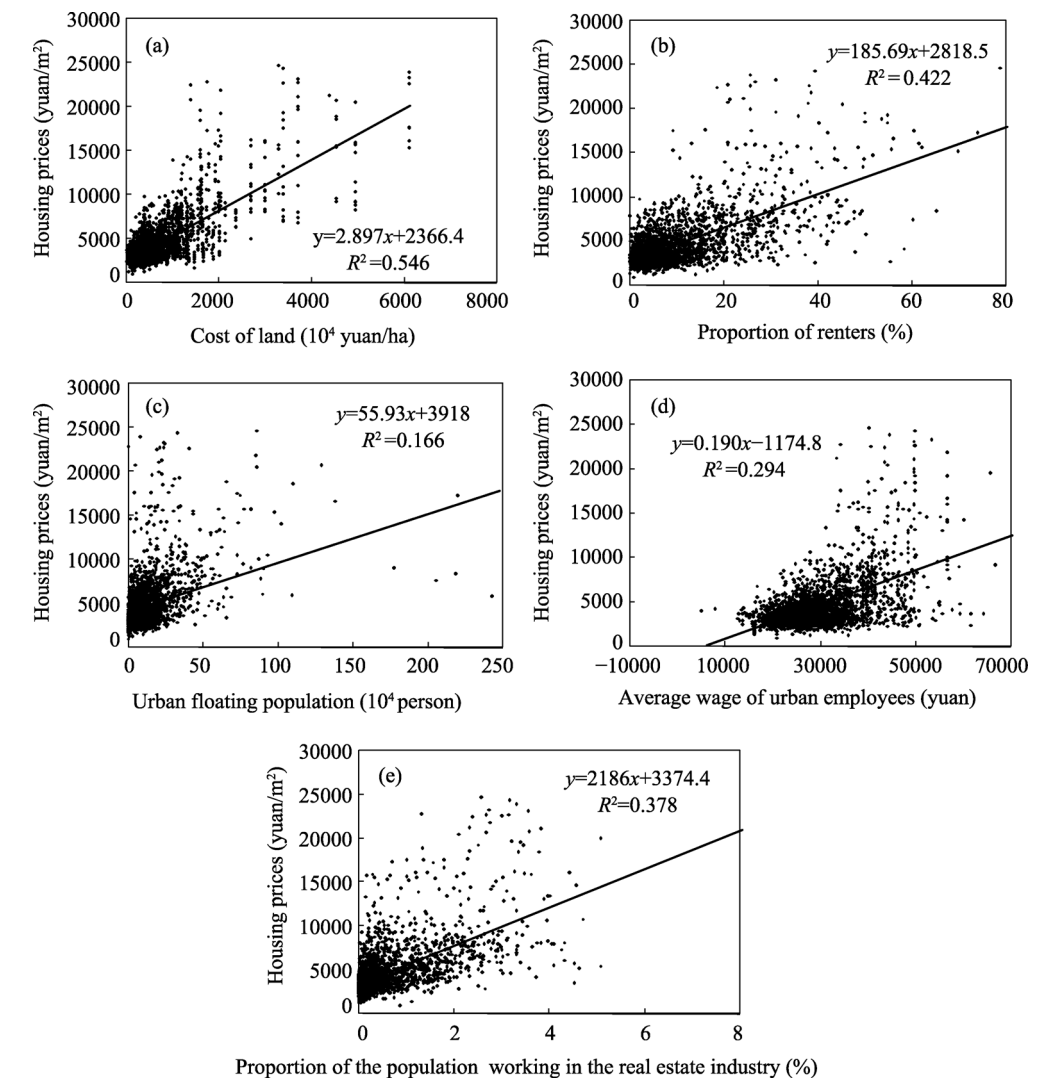 (a)
Housing prices (yuan/m²)
30000
25000
20000
15000
10000
5000
0
y=2.897x+2366.4
R²=0.546
0 2000 4000 6000 8000
Cost of land (10⁴ yuan/ha)
(b)
Housing prices (yuan/m²)
30000
25000
20000
15000
10000
5000
0
y=185.69x+2818.5
R²=0.422
0 20 40 60 80
Proportion of renters (%)
(c)
Housing prices (yuan/m²)
30000
25000
20000
15000
10000
5000
0
y=55.93x+3918
R²=0.166
0 50 100 150 200 250
Urban floating population (10⁴ person)
(d)
Housing prices (yuan/m²)
30000
25000
20000
15000
10000
5000
0
y=0.190x−1174.8
R²=0.294
−10000 10000 30000 50000 70000
Average wage of urban employees (yuan)
(e)
Housing prices (yuan/m²)
30000
25000
20000
15000
10000
5000
0
y=2186x+3374.4
R²=0.378
0 2 4 6 8
Proportion of the population working in the real estate industry (%)